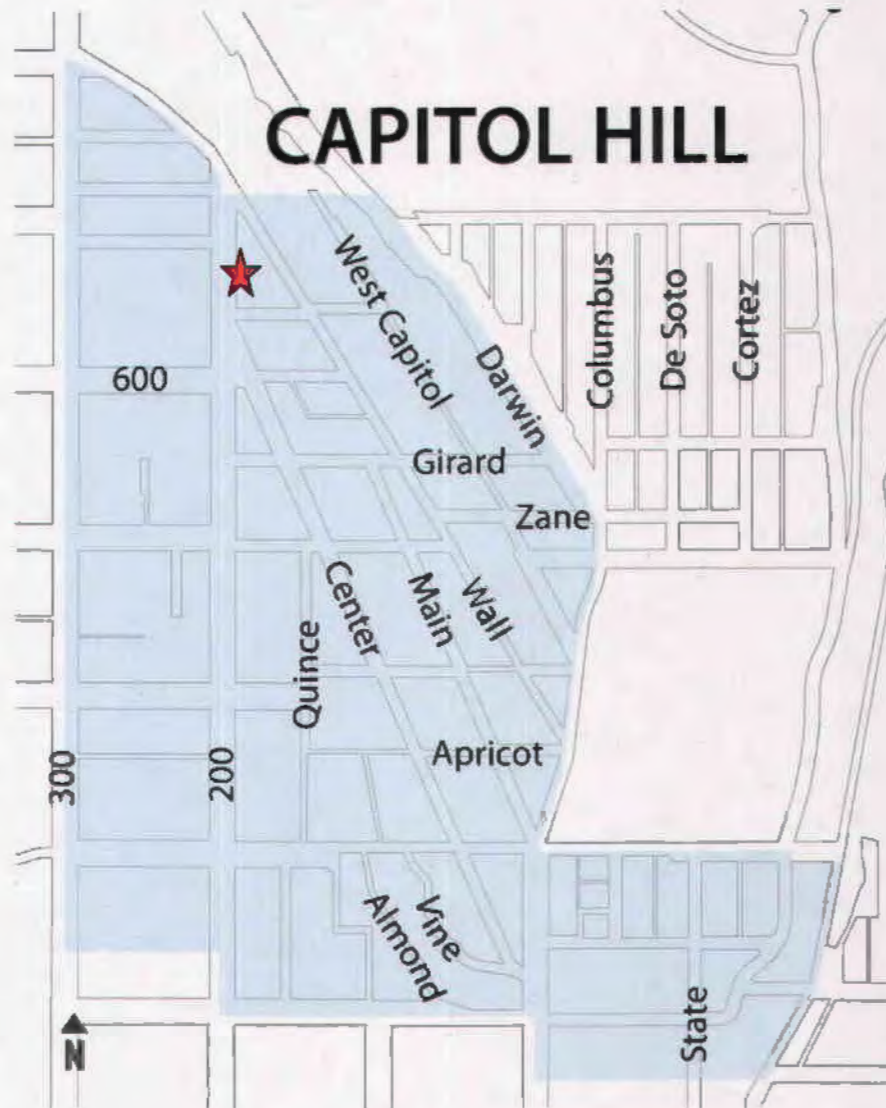 CAPITOL HILL
West Capitol
Columbus
De Soto
Cortez
600
Darwin
Girard
Zane
Center
Main
Wall
Quince
300
200
Apricot
Vine
Almond
State
N